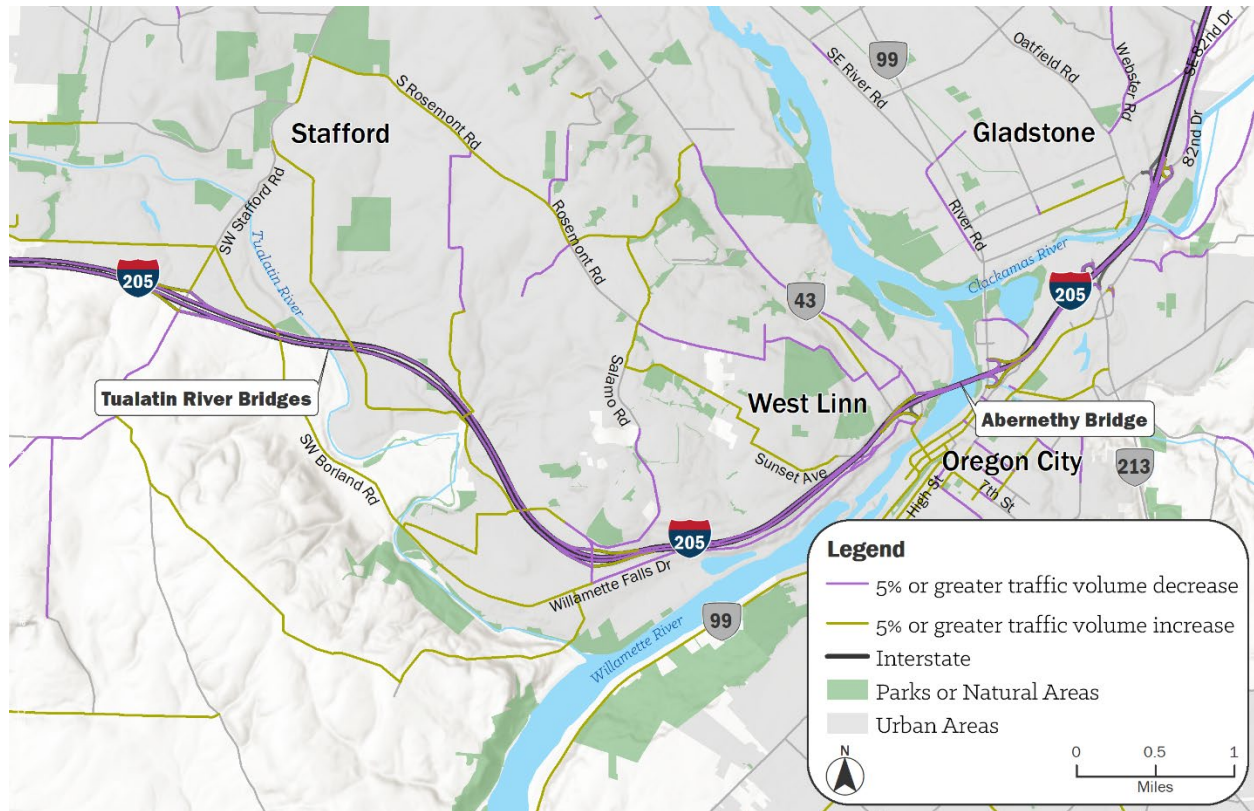 99
Oatfield Rd
Webster Rd
SE 82nd Dr
SE River Rd
S Rosemont Rd
Stafford
Gladstone
82nd Dr
SW Stafford Rd
Rosemont Rd
River Rd
Tualatin River
Clackamas River
205
43
205
Tualatin River Bridges
Salamo Rd
West Linn
Abernethy Bridge
SW Borland Rd
Sunset Ave
Oregon City
213
High St
7th St
205
Willamette Falls Dr
99
Willamette River
Legend
5% or greater traffic volume decrease
5% or greater traffic volume increase
Interstate
Parks or Natural Areas
Urban Areas
N
0 0.5 1
Miles